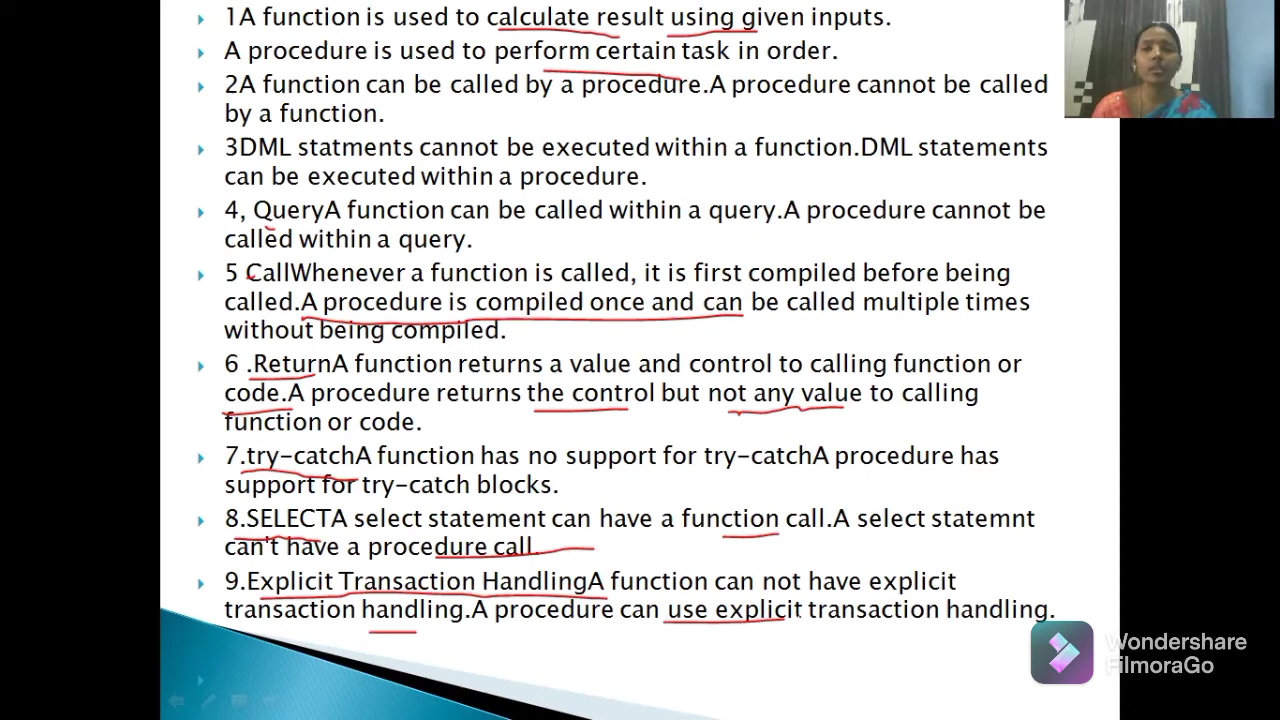 1A function is used to calculate result using given inputs.
A procedure is used to perform certain task in order.
2A function can be called by a procedure.A procedure cannot be called
by a function.
3DML statments cannot be executed within a function.DML statements
can be executed within a procedure.
4, QueryA function can be called within a query.A procedure cannot be
called within a query.
5 CallWhenever a function is called, it is first compiled before being
called.A procedure is compiled once and can be called multiple times
without being compiled.
6 .ReturnA function returns a value and control to calling function or
code.A procedure returns the control but not any value to calling
function or code.
7.try-catchA function has no support for try-catchA procedure has
support for try-catch blocks.
8.SELECTA select statement can have a function call.A select statemnt
can't have a procedure call.
9.Explicit Transaction HandlingA function can not have explicit
transaction handling.A procedure can use explicit transaction handling.
Wondershare
FilmoraGo